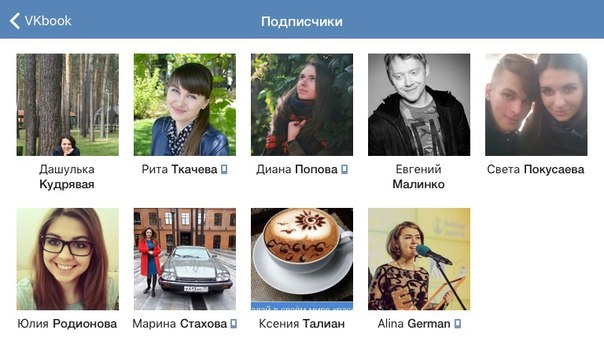 VKbook
Подписчики
Дашулька
Кудрявая
Рита Ткачева
Диана Попова
Евгений
Малинко
Света Покусаева
Юлия Родионова
Марина Стахова
Ксения Талиан
Alina German